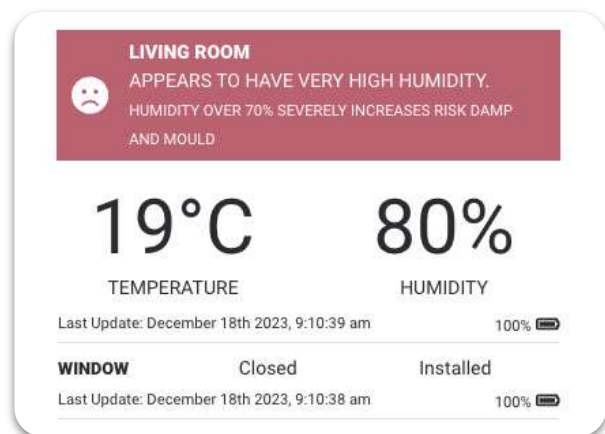 LIVING ROOM
APPEARS TO HAVE VERY HIGH HUMIDITY.
HUMIDITY OVER 70% SEVERELY INCREASES RISK DAMP
AND MOULD
19°C 80%
TEMPERATURE HUMIDITY
Last Update: December 18th 2023, 9:10:39 am 100%
WINDOW Closed Installed
Last Update: December 18th 2023, 9:10:38 am 100%